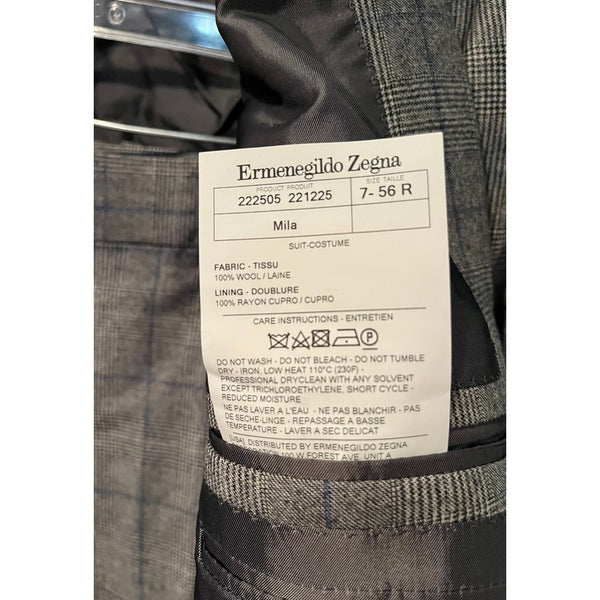 Ermenegildo Zegna
PRODUCT PRODUIT SIZE TAILLE
222505 221225 7- 56 R
Mila
SUIT-COSTUME
FABRIC - TISSU
100% WOOL / LAINE
LINING - DOUBLURE
100% RAYON CUPRO / CUPRO
CARE INSTRUCTIONS - ENTRETIEN
P
DO NOT WASH - DO NOT BLEACH - DO NOT TUMBLE
DRY - IRON, LOW HEAT 110°C (230F) -
PROFESSIONAL DRYCLEAN WITH ANY SOLVENT
EXCEPT TRICHLOROETHYLENE, SHORT CYCLE -
REDUCED MOISTURE
NE PAS LAVER A L'EAU - NE PAS BLANCHIR - PAS
DE SECHE-LINGE - REPASSAGE A BASSE
TEMPERATURE - LAVER A SEC DELICAT
(USA) DISTRIBUTED BY ERMENEGILDO ZEGNA
100 W FOREST AVE, UNIT A